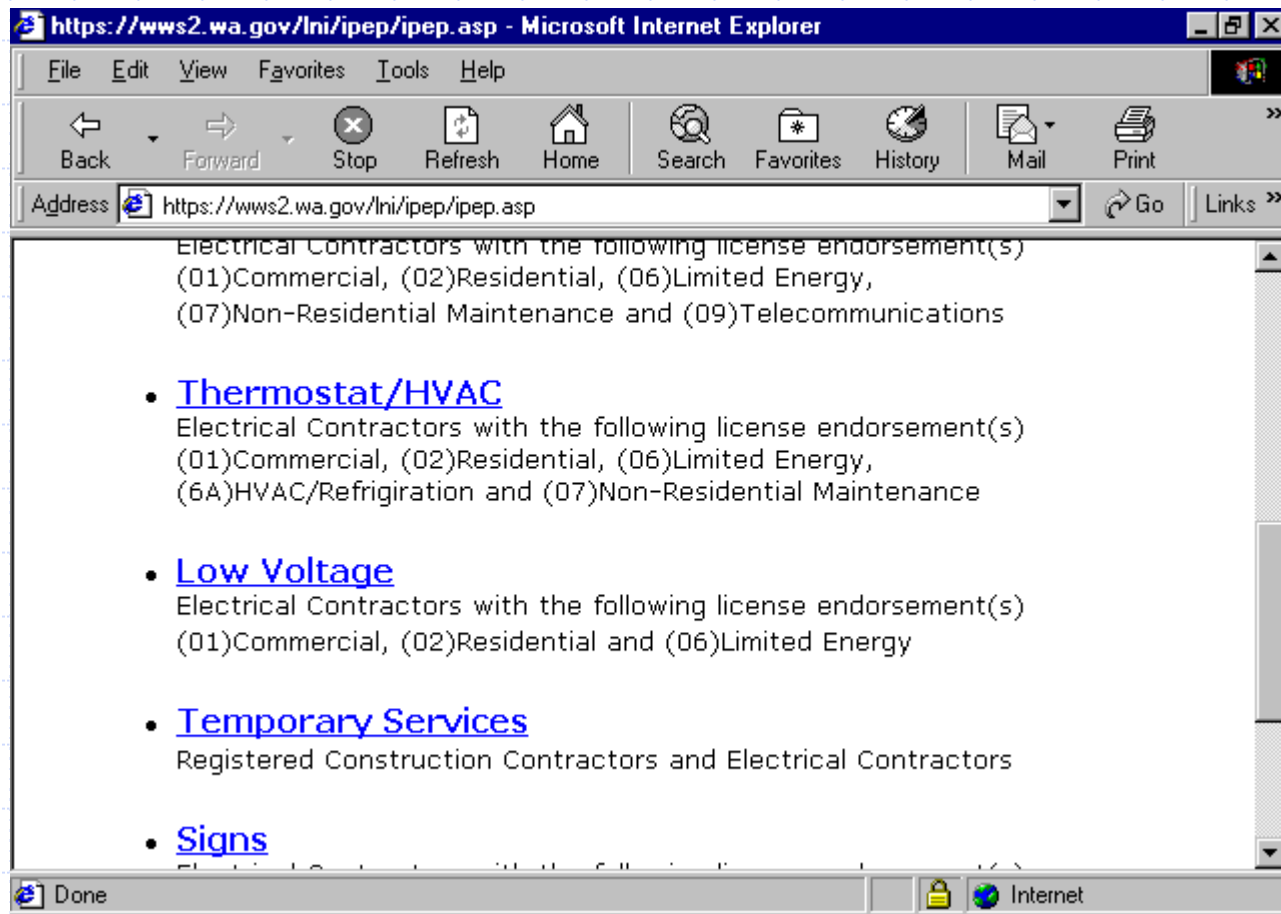 https://wws2.wa.gov/lni/ipep/ipep.asp - Microsoft Internet Explorer
File Edit View Favorites Tools Help
Back Forward Stop Refresh Home Search Favorites History Mail Print »
Address https://wws2.wa.gov/lni/ipep/ipep.asp Go Links »
Electrical Contractors with the following license endorsement(s)
(01)Commercial, (02)Residential, (06)Limited Energy,
(07)Non-Residential Maintenance and (09)Telecommunications
• Thermostat/HVAC
Electrical Contractors with the following license endorsement(s)
(01)Commercial, (02)Residential, (06)Limited Energy,
(6A)HVAC/Refrigiration and (07)Non-Residential Maintenance
• Low Voltage
Electrical Contractors with the following license endorsement(s)
(01)Commercial, (02)Residential and (06)Limited Energy
• Temporary Services
Registered Construction Contractors and Electrical Contractors
• Signs
Done Internet